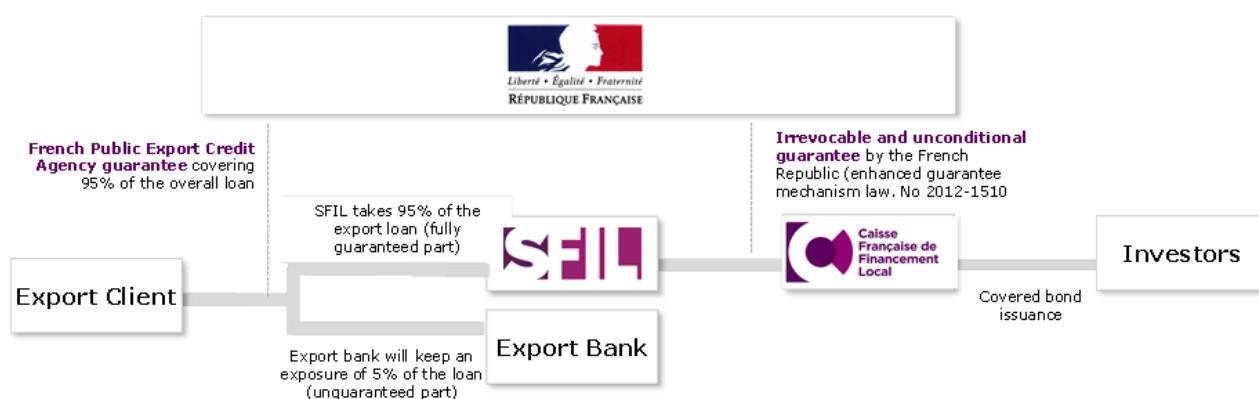 Liberté • Égalité • Fraternité
RÉPUBLIQUE FRANÇAISE
French Public Export Credit
Agency guarantee covering
95% of the overall loan
Irrevocable and unconditional
guarantee by the French
Republic (enhanced guarantee
mechanism law. No 2012-1510
SFIL takes 95% of the
export loan (fully
guaranteed part)
SFIL
Caisse
Française de
Financement
Local
Investors
Export Client
Covered bond
issuance
Export Bank
Export bank will keep an
exposure of 5% of the loan
(unguaranteed part)